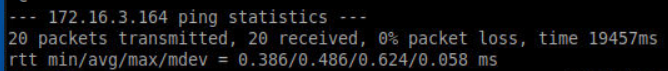 --- 172.16.3.164 ping statistics ---
20 packets transmitted, 20 received, 0% packet loss, time 19457ms
rtt min/avg/max/mdev = 0.386/0.486/0.624/0.058 ms